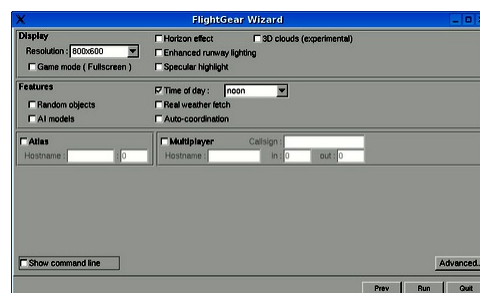 FlightGear Wizard
Display
Horizon effect
3D clouds (experimental)
Resolution : 800x600
Enhanced runway lighting
Game mode ( Fullscreen )
Specular highlight
Features
Time of day : noon
Random objects
Real weather fetch
AI models
Auto-coordination
Atlas
Multiplayer
Callsign :
Hostname : : 0
Hostname : in : 0 out : 0
Show command line
Advanced...
Prev
Run
Quit